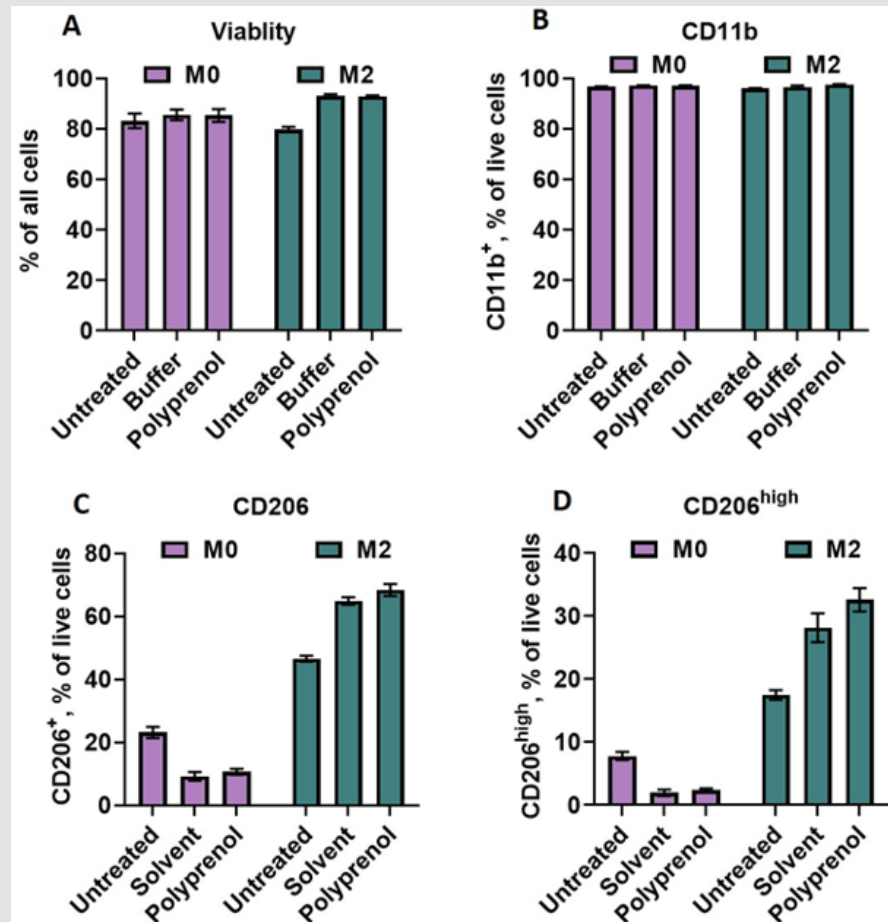 A
Viablity
M0
M2
% of all cells
100
80
60
40
20
0
Untreated
Buffer
Polyprenol
Untreated
Buffer
Polyprenol
B
CD11b
M0
M2
CD11b+, % of live cells
100
80
60
40
20
0
Untreated
Buffer
Polyprenol
Untreated
Buffer
Polyprenol
C
CD206
M0
M2
CD206+, % of live cells
80
60
40
20
0
Untreated
Solvent
Polyprenol
Untreated
Solvent
Polyprenol
D
CD206high
M0
M2
CD206high, % of live cells
40
30
20
10
0
Untreated
Solvent
Polyprenol
Untreated
Solvent
Polyprenol